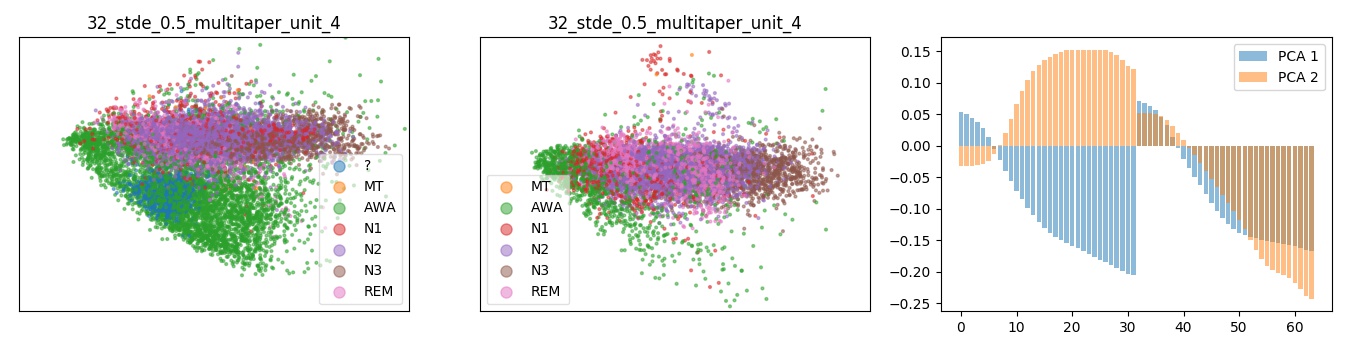 32_stde_0.5_multitaper_unit_4
?
MT
AWA
N1
N2
N3
REM
32_stde_0.5_multitaper_unit_4
MT
AWA
N1
N2
N3
REM
PCA 1
PCA 2
0.15
0.10
0.05
0.00
−0.05
−0.10
−0.15
−0.20
−0.25
0 10 20 30 40 50 60